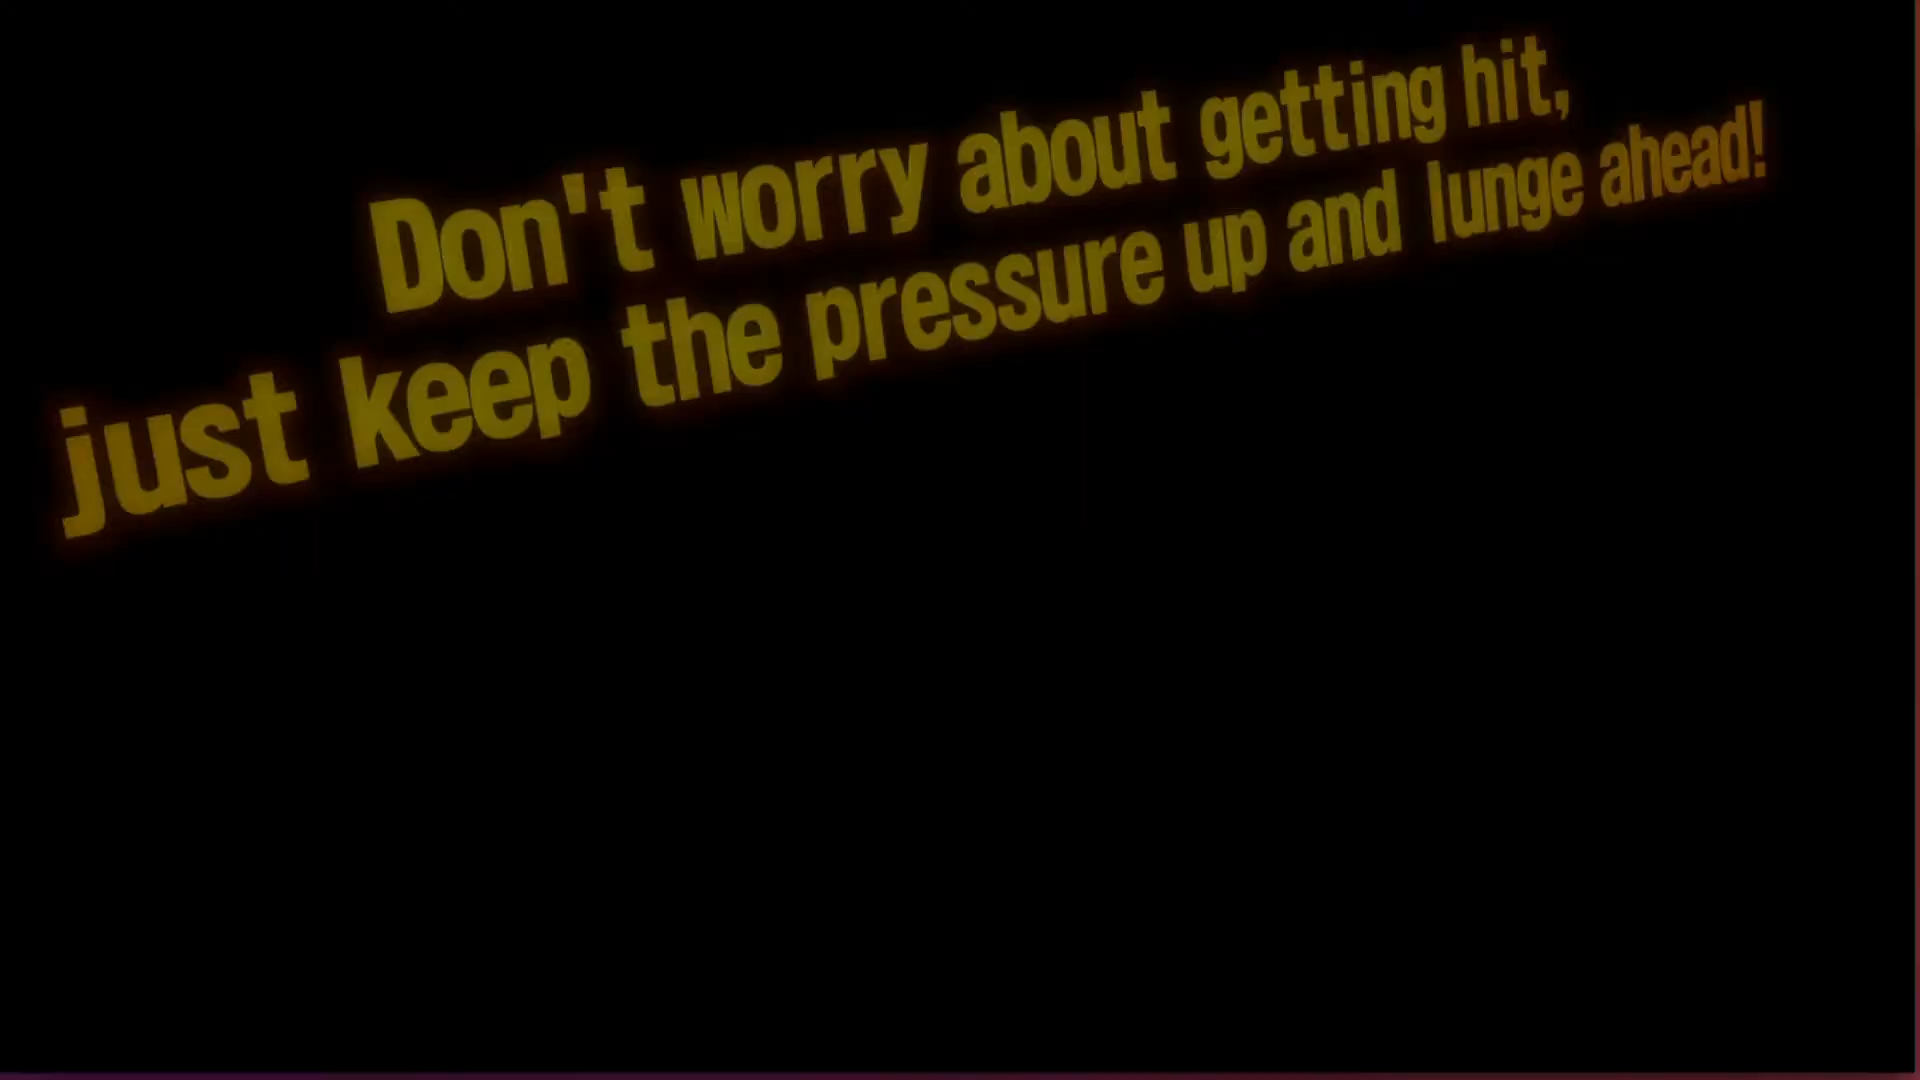 Don't worry about getting hit,
just keep the pressure up and lunge ahead!